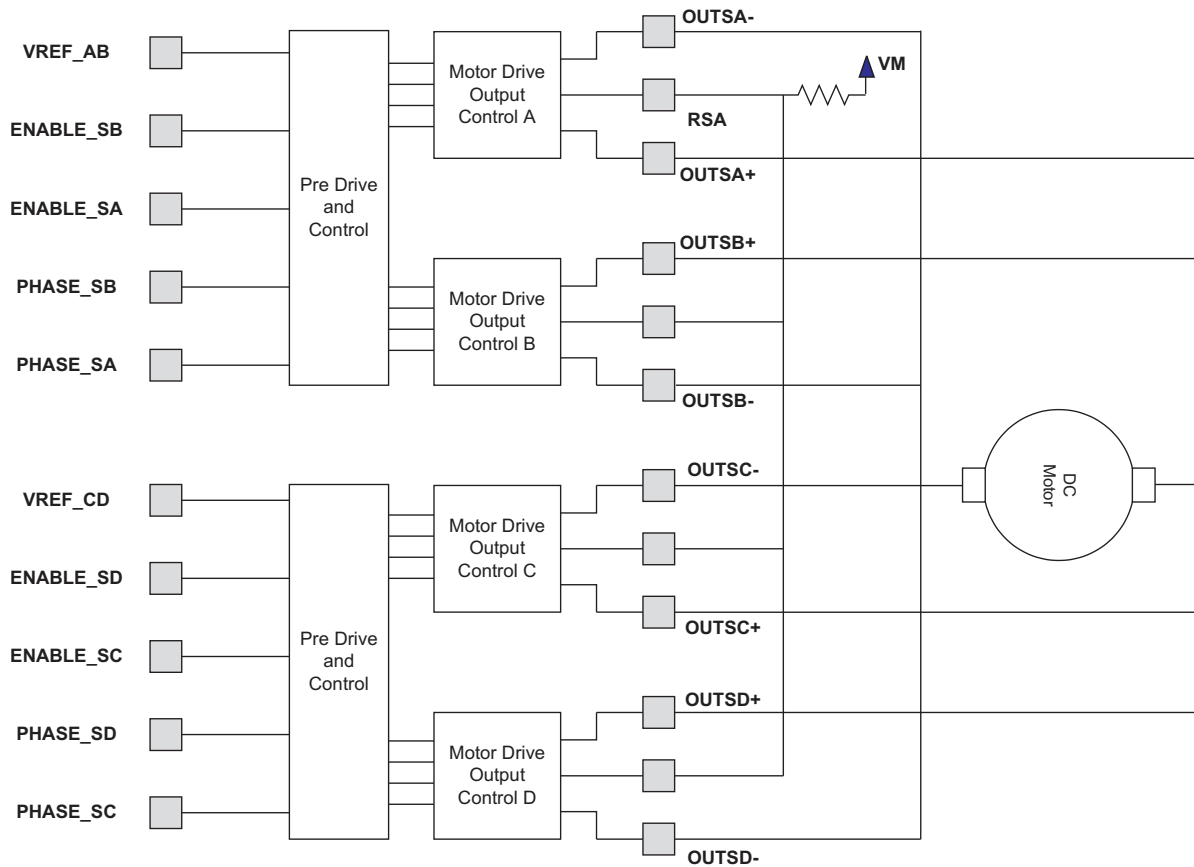 OUTSA-
VREF_AB
VM
Motor Drive
Output
Control A
RSA
ENABLE_SB
OUTSA+
Pre Drive
and
Control
ENABLE_SA
OUTSB+
PHASE_SB
Motor Drive
Output
Control B
PHASE_SA
OUTSB-
OUTSC-
VREF_CD
DC
Motor
Motor Drive
Output
Control C
ENABLE_SD
OUTSC+
Pre Drive
and
Control
ENABLE_SC
OUTSD+
PHASE_SD
Motor Drive
Output
Control D
PHASE_SC
OUTSD-